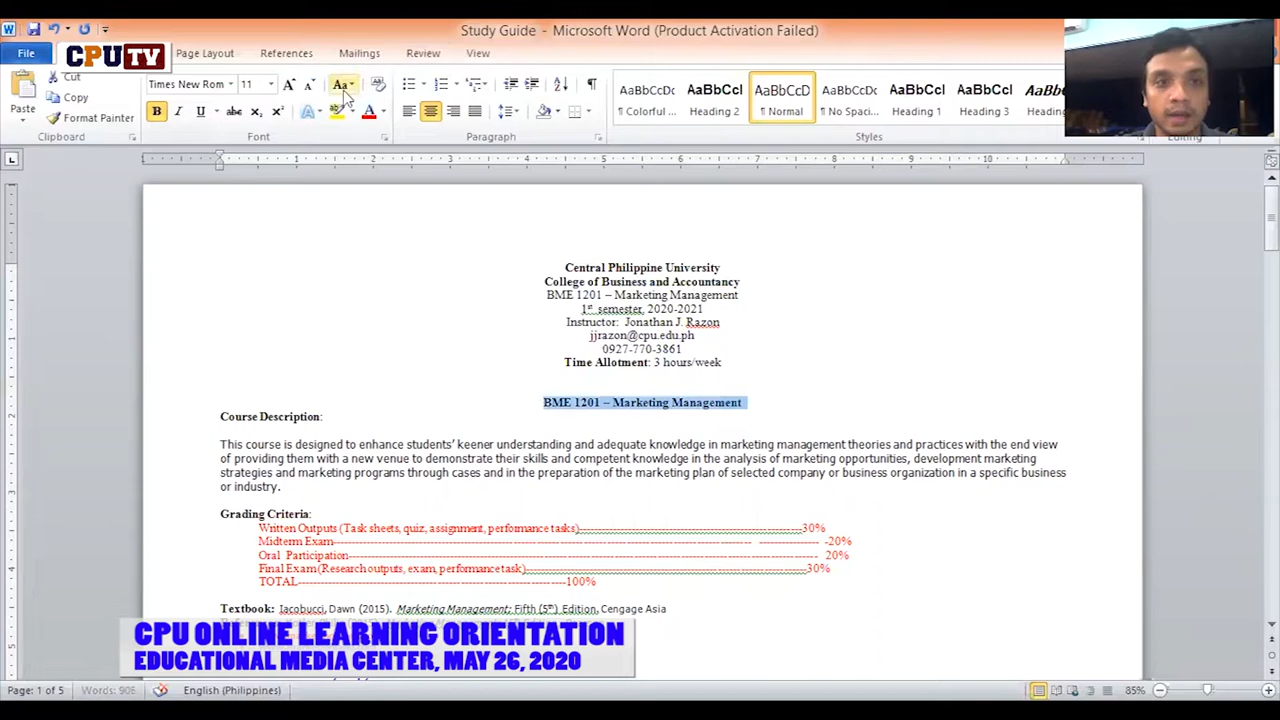 Study Guide - Microsoft Word (Product Activation Failed)
File
CPUTV
Page Layout
References
Mailings
Review
View
Cut
Copy
Format Painter
Paste
Clipboard
Times New Rom
11
Font
Paragraph
AaBbCcDc
¶ Colorful ...
AaBbCcI
Heading 2
AaBbCcD
¶ Normal
AaBbCcDc
¶ No Spaci...
AaBbCcI
Heading 1
AaBbCcD
Heading 2
AaBbCcI
Heading 3
Styles
Central Philippine University
College of Business and Accountancy
BME 1201 – Marketing Management
1st semester, 2020-2021
Instructor: Jonathan J. Razon
jjrazon@cpu.edu.ph
0927-770-3861
Time Allotment: 3 hours/week
BME 1201 – Marketing Management
Course Description:
This course is designed to enhance students’ keener understanding and adequate knowledge in marketing management theories and practices with the end view
of providing them with a new venue to demonstrate their skills and competent knowledge in the analysis of marketing opportunities, development marketing
strategies and marketing programs through cases and in the preparation of the marketing plan of selected company or business organization in a specific business
or industry.
Grading Criteria:
Written Outputs (Task sheets, quiz, assignment, performance tasks)-----30%
Midterm Exam----- -20%
Oral Participation----- 20%
Final Exam (Research outputs, exam, performance task)-----30%
TOTAL-----100%
Textbook: Iacobucci, Dawn (2015). Marketing Management; Fifth (5th) Edition, Cengage Asia
CPU ONLINE LEARNING ORIENTATION
EDUCATIONAL MEDIA CENTER, MAY 26, 2020
Page: 1 of 5
Words: 905
English (Philippines)
85%